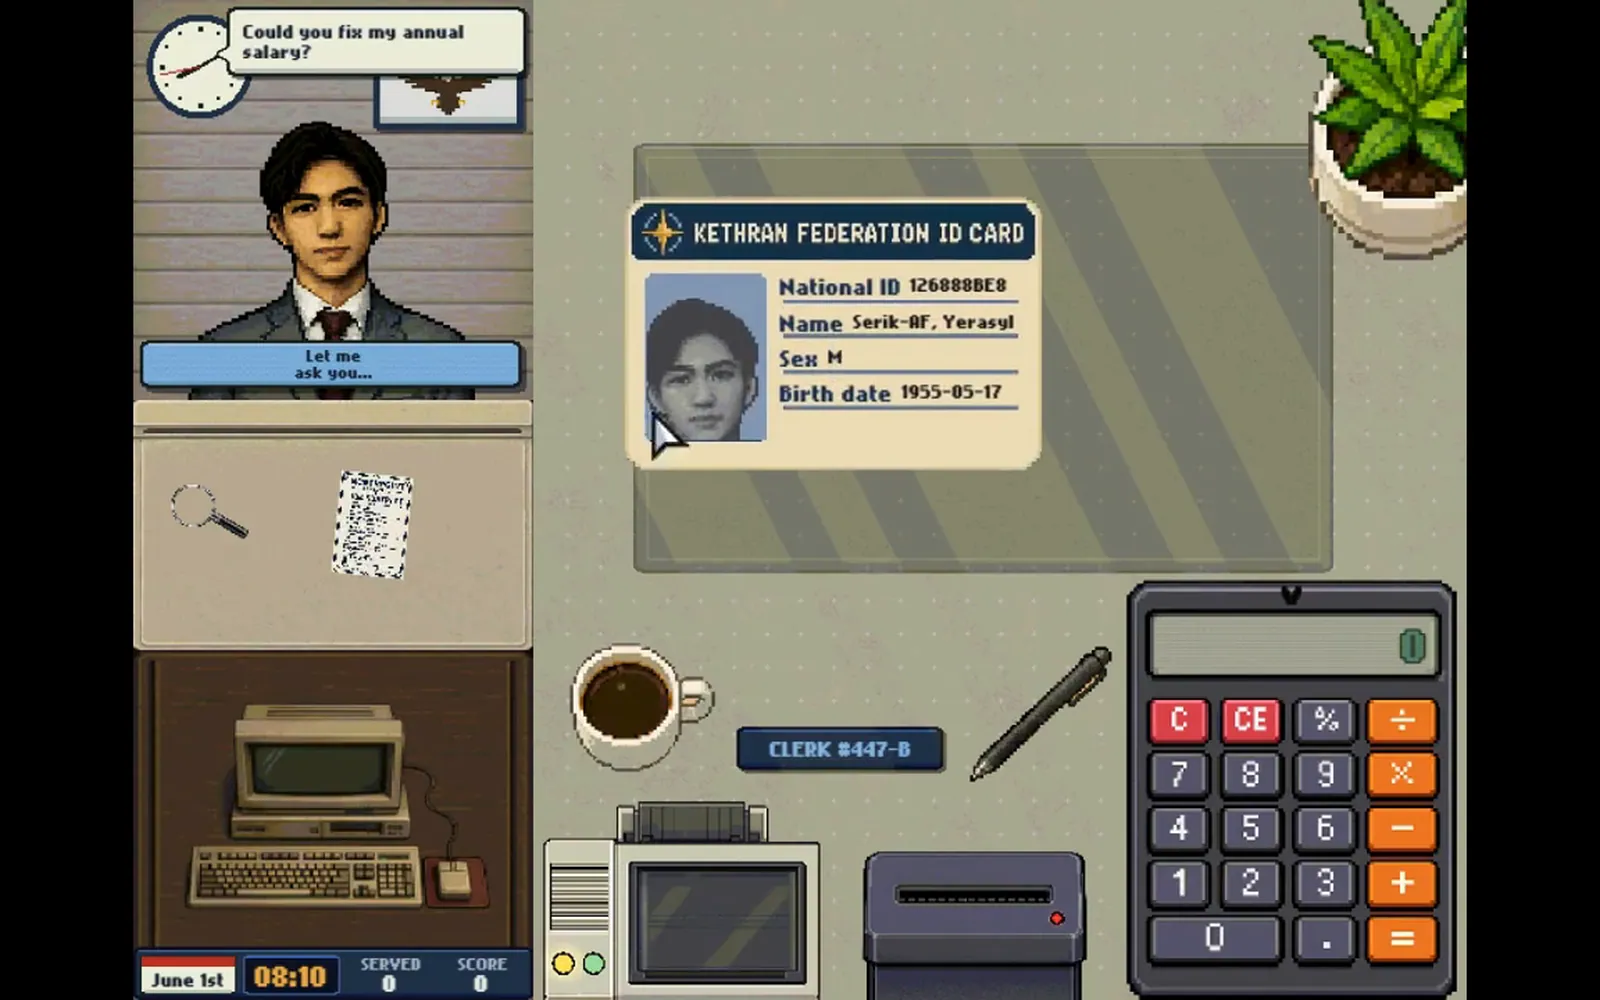 Could you fix my annual
salary?
Let me
ask you...
KETHRAN FEDERATION ID CARD
National ID 126888BE8
Name Serik-AF, Yerasyl
Sex M
Birth date 1955-05-17
CLERK #447-B
0
C CE % ÷
7 8 9 X
4 5 6 −
1 2 3 +
0 . =
June 1st
08:10
SERVED
0
SCORE
0